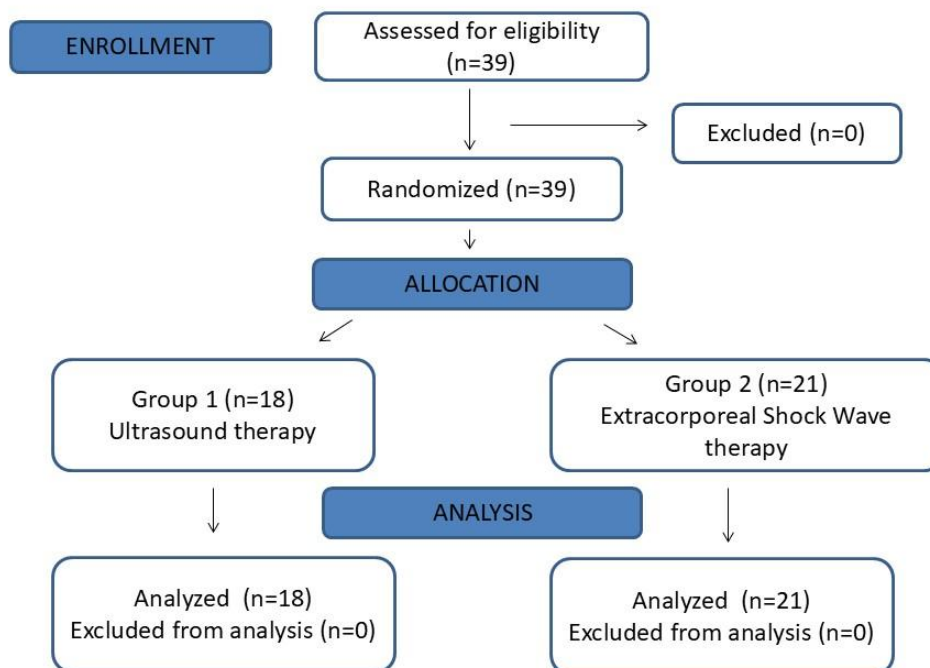 ENROLLMENT
Assessed for eligibility
(n=39)
Excluded (n=0)
Randomized (n=39)
ALLOCATION
Group 1 (n=18)
Ultrasound therapy
Group 2 (n=21)
Extracorporeal Shock Wave
therapy
ANALYSIS
Analyzed (n=18)
Excluded from analysis (n=0)
Analyzed (n=21)
Excluded from analysis (n=0)